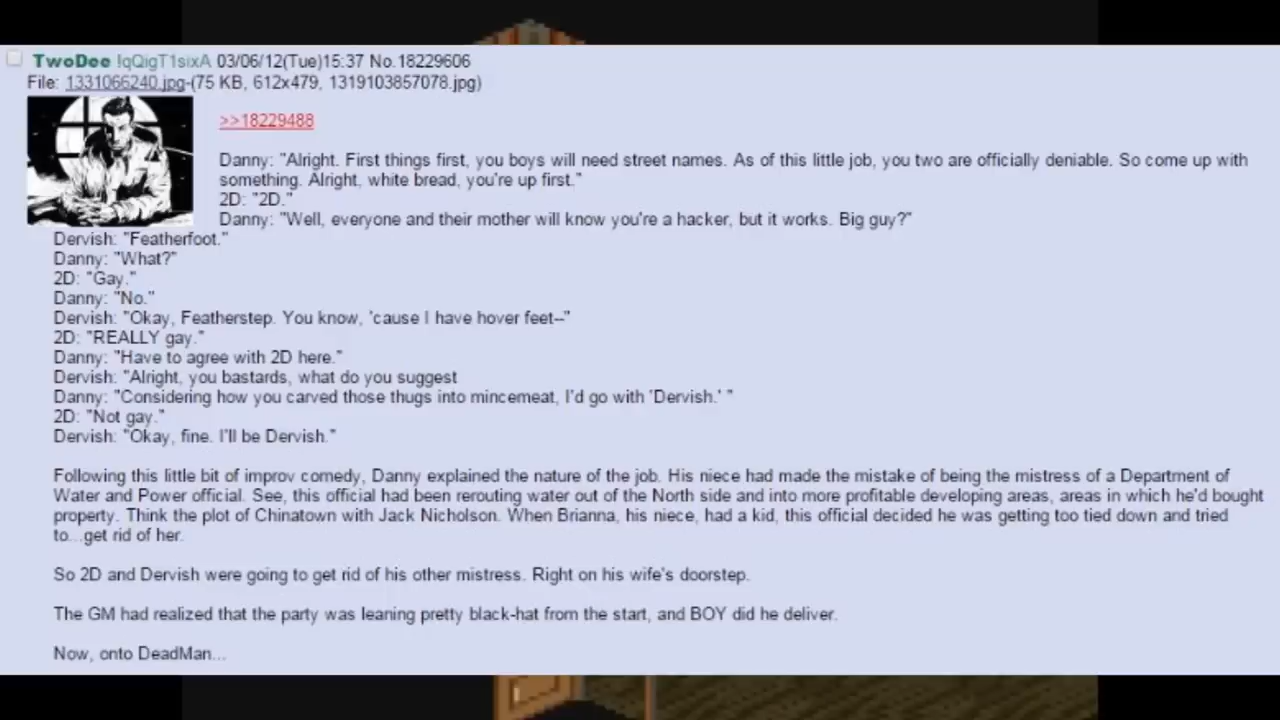 TwoDee !qQigT1sixA 03/06/12(Tue)15:37 No.18229606
File: 1331066240.jpg-(75 KB, 612x479, 1319103857078.jpg)
>>18229488
Danny: "Alright. First things first, you boys will need street names. As of this little job, you two are officially deniable. So come up with
something. Alright, white bread, you're up first."
2D: "2D."
Danny: "Well, everyone and their mother will know you're a hacker, but it works. Big guy?"
Dervish: "Featherfoot."
Danny: "What?"
2D: "Gay."
Danny: "No."
Dervish: "Okay, Featherstep. You know, 'cause I have hover feet--"
2D: "REALLY gay."
Danny: "Have to agree with 2D here."
Dervish: "Alright, you bastards, what do you suggest
Danny: "Considering how you carved those thugs into mincemeat, I'd go with 'Dervish.' "
2D: "Not gay."
Dervish: "Okay, fine. I'll be Dervish."
Following this little bit of improv comedy, Danny explained the nature of the job. His niece had made the mistake of being the mistress of a Department of
Water and Power official. See, this official had been rerouting water out of the North side and into more profitable developing areas, areas in which he'd bought
property. Think the plot of Chinatown with Jack Nicholson. When Brianna, his niece, had a kid, this official decided he was getting too tied down and tried
to...get rid of her.
So 2D and Dervish were going to get rid of his other mistress. Right on his wife's doorstep.
The GM had realized that the party was leaning pretty black-hat from the start, and BOY did he deliver.
Now, onto DeadMan...